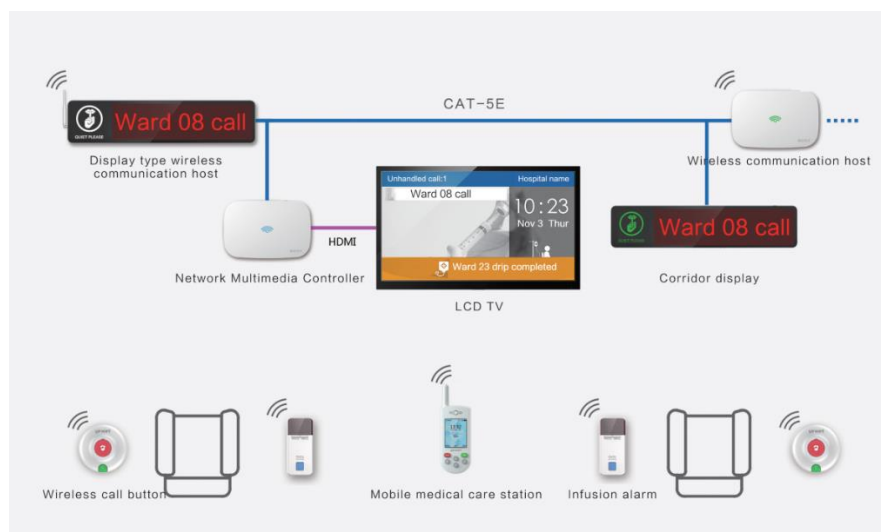 CAT-5E
Ward 08 call
QUIET PLEASE
Display type wireless
communication host
Wireless communication host
Unhandled call:1
Hospital name
Ward 08 call
10:23
Nov 3 Thur
Ward 23 drip completed
HDMI
Network Multimedia Controller
LCD TV
Ward 08 call
Corridor display
Wireless call button
Mobile medical care station
Infusion alarm